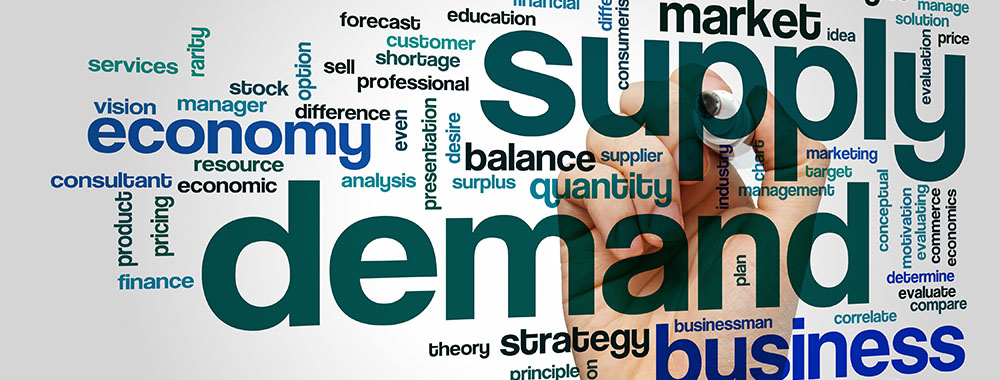 financial
market
manage
solution
forecast
education
idea
price
supply
rarity
customer
shortage
services
option
sell
professional
consumeris
evaluation
stock
vision
manager
difference
economy
even
presentation
desire
balance
supplier
industry
chart
marketing
target
resource
consultant
economic
analysis
surplus
quantity
management
product
pricing
demand
conceptual
motivation
evaluating
commerce
economics
plan
finance
determine
evaluate
compare
correlate
businessman
theory
strategy
business
principle
on